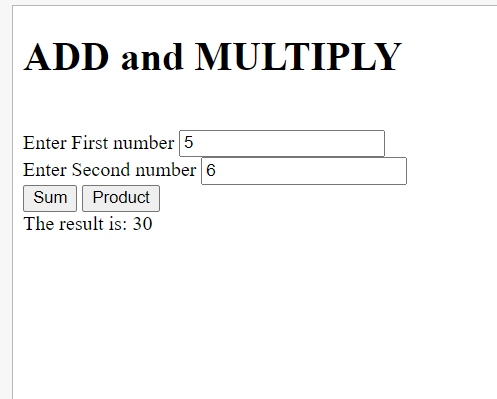 ADD and MULTIPLY
Enter First number 5
Enter Second number 6
Sum Product
The result is: 30